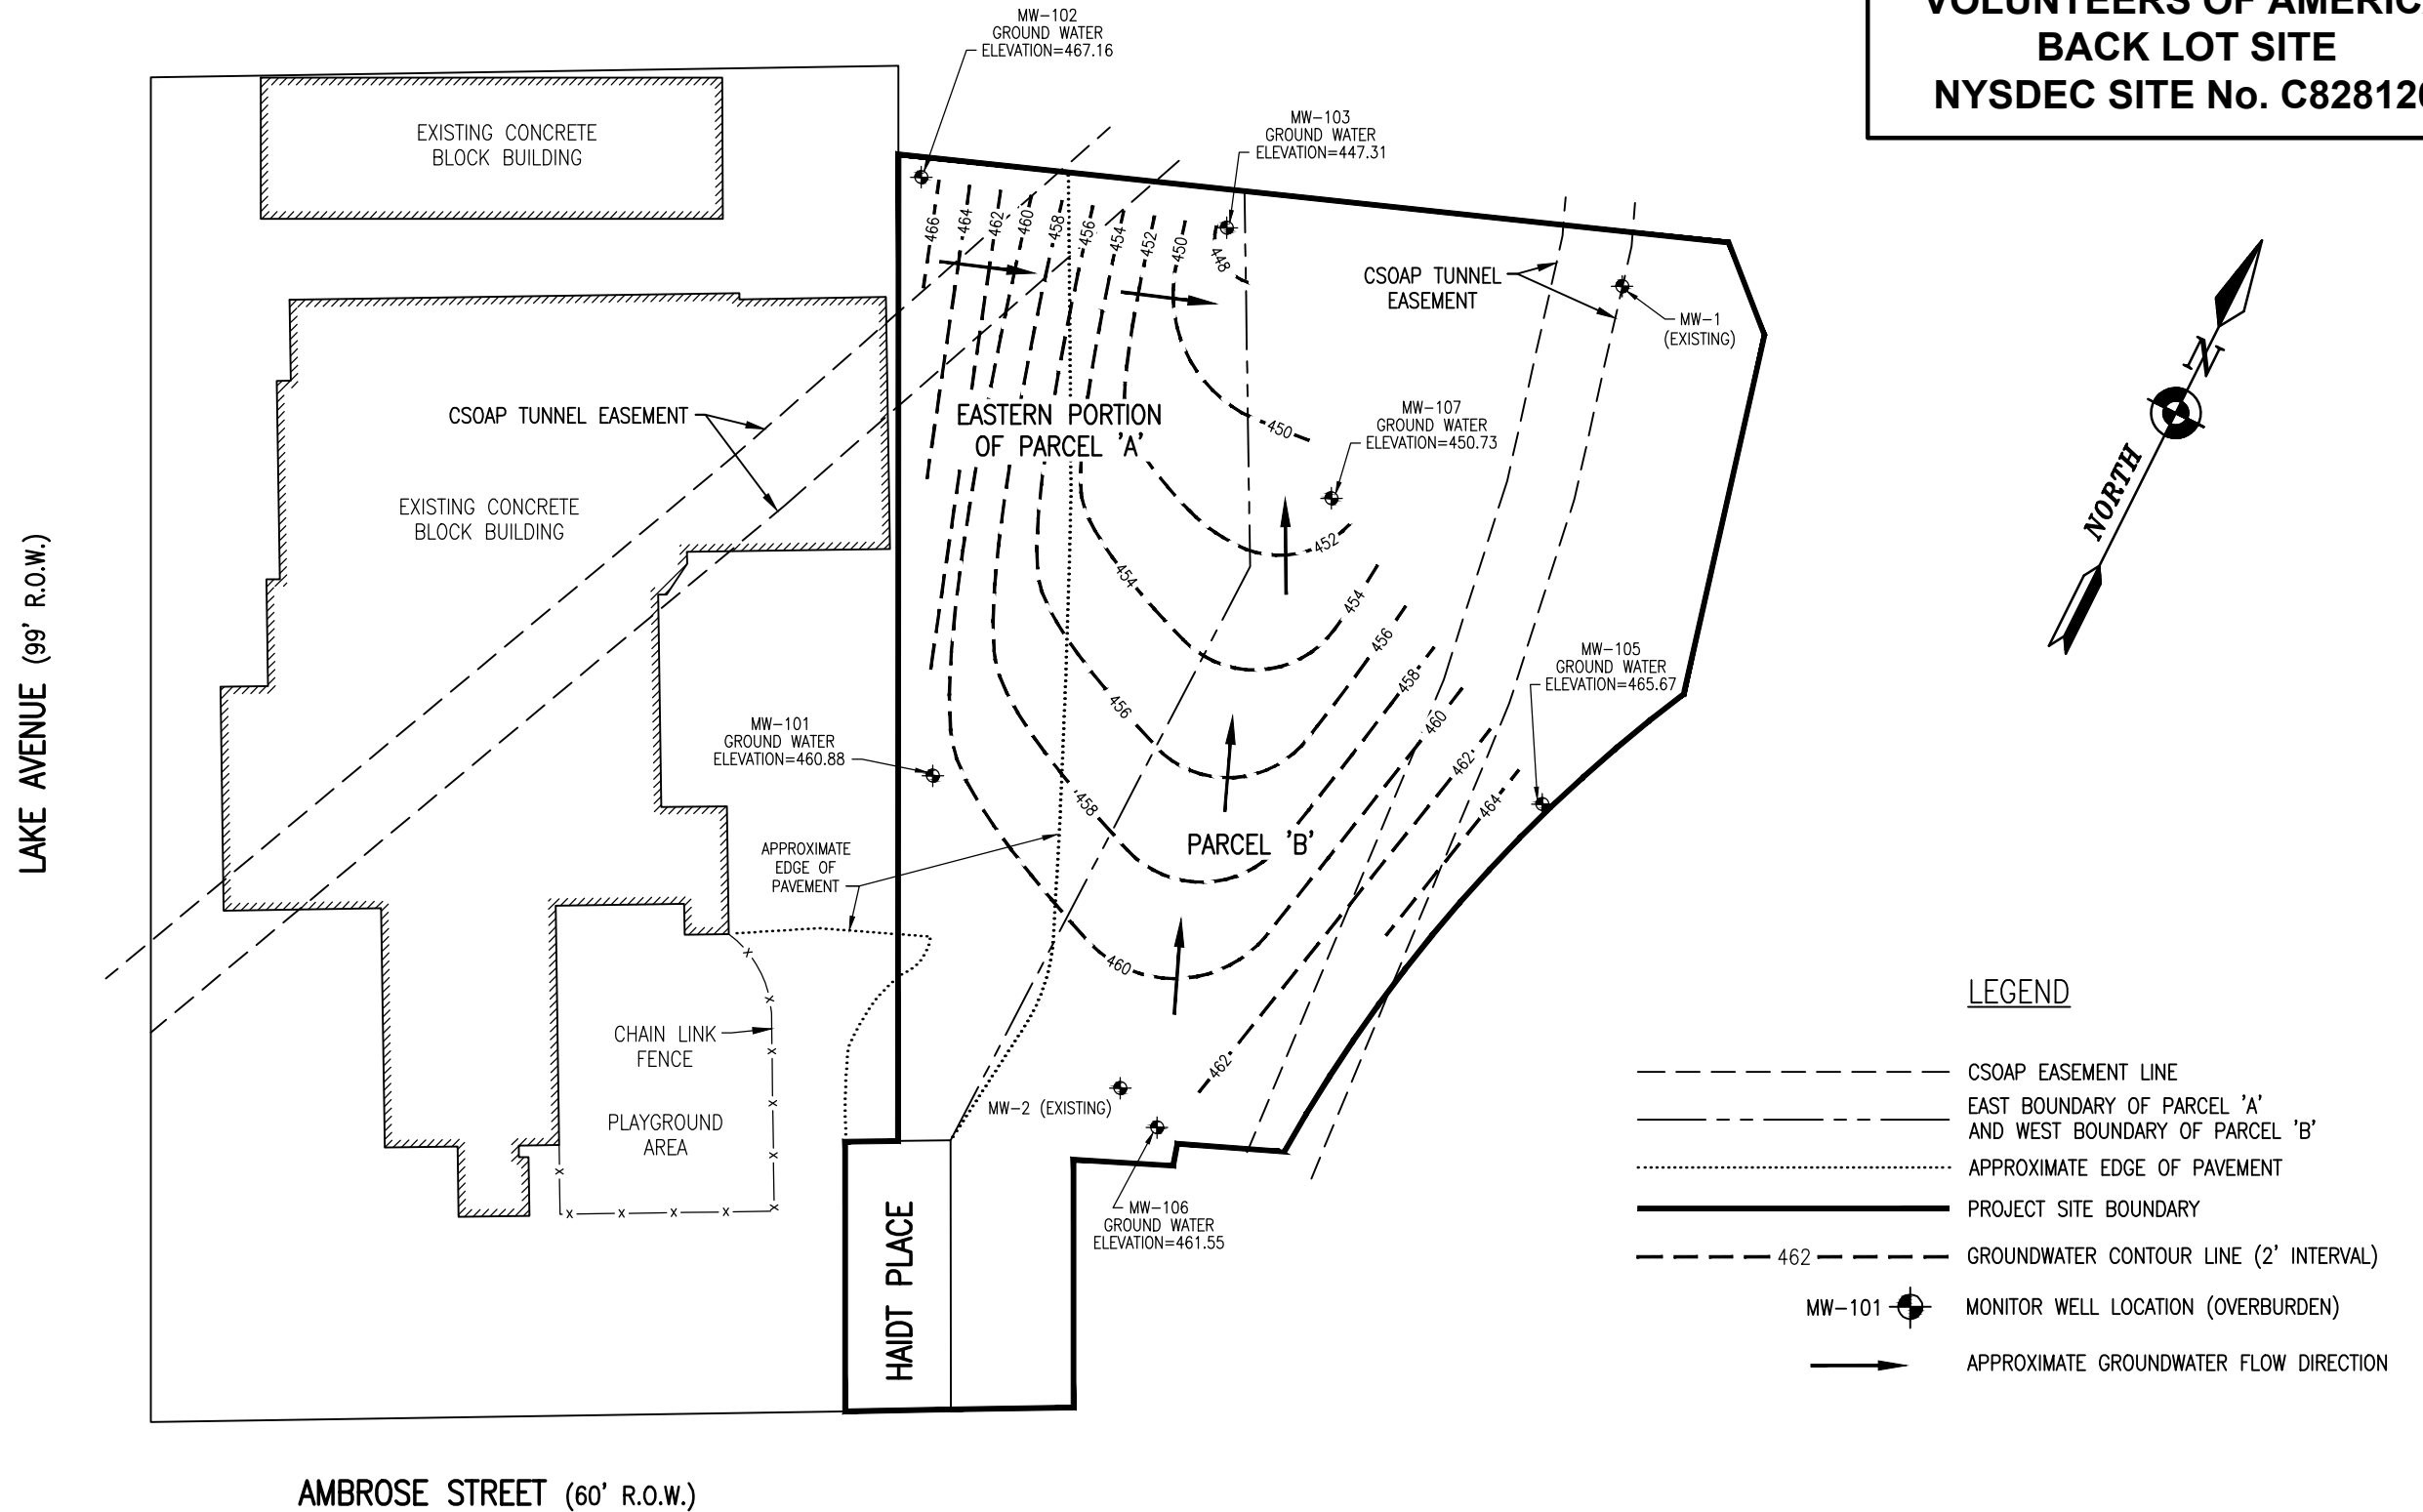 VOLUNTEERS OF AMERICA
BACK LOT SITE
NYSDEC SITE No. C828126
MW-102
GROUND WATER
ELEVATION=467.16
MW-103
GROUND WATER
ELEVATION=447.31
EXISTING CONCRETE
BLOCK BUILDING
466
464
462
460
458
456
454
452
450
448
CSOAP TUNNEL
EASEMENT
MW-1
(EXISTING)
N
NORTH
CSOAP TUNNEL EASEMENT
EASTERN PORTION
OF PARCEL 'A'
450
MW-107
GROUND WATER
ELEVATION=450.73
EXISTING CONCRETE
BLOCK BUILDING
452
454
454
456
456
458
458
460
462
464
MW-105
GROUND WATER
ELEVATION=465.67
LAKE AVENUE (99' R.O.W.)
MW-101
GROUND WATER
ELEVATION=460.88
APPROXIMATE
EDGE OF
PAVEMENT
PARCEL 'B'
460
462
CHAIN LINK
FENCE
PLAYGROUND
AREA
MW-2 (EXISTING)
MW-106
GROUND WATER
ELEVATION=461.55
HAIDT PLACE
AMBROSE STREET (60' R.O.W.)
LEGEND
CSOAP EASEMENT LINE
EAST BOUNDARY OF PARCEL 'A'
AND WEST BOUNDARY OF PARCEL 'B'
APPROXIMATE EDGE OF PAVEMENT
PROJECT SITE BOUNDARY
462 GROUNDWATER CONTOUR LINE (2' INTERVAL)
MW-101 MONITOR WELL LOCATION (OVERBURDEN)
APPROXIMATE GROUNDWATER FLOW DIRECTION